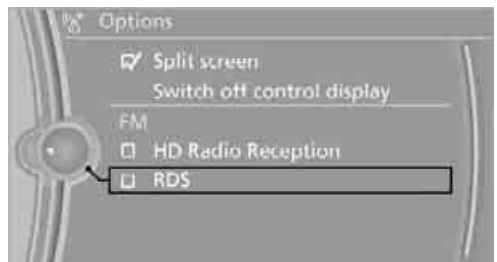 Options
Split screen
Switch off control display
FM
HD Radio Reception
RDS